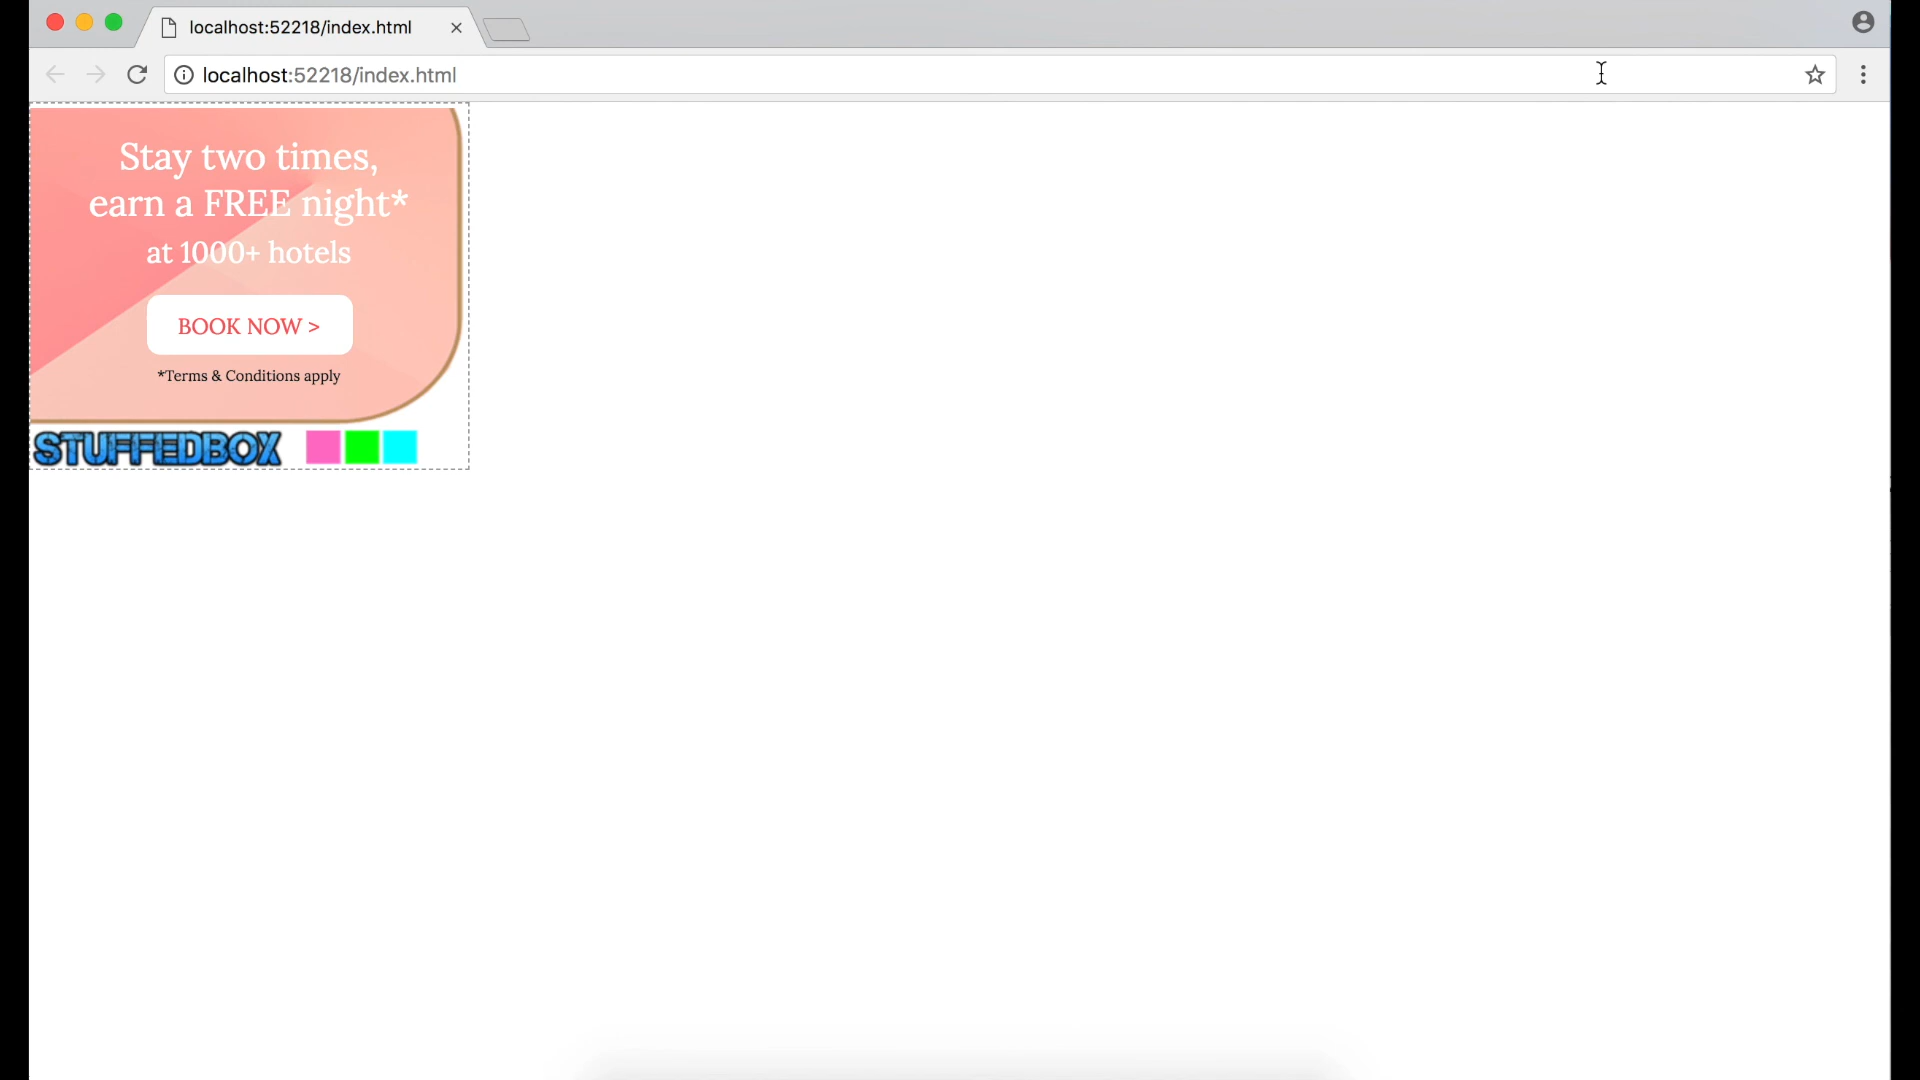 localhost:52218/index.html
localhost:52218/index.html
Stay two times,
earn a FREE night*
at 1000+ hotels
BOOK NOW >
*Terms & Conditions apply
STUFFEDBOX